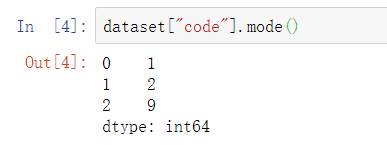 In [4]: dataset["code"].mode()
Out[4]: 0 1
1 2
2 9
dtype: int64